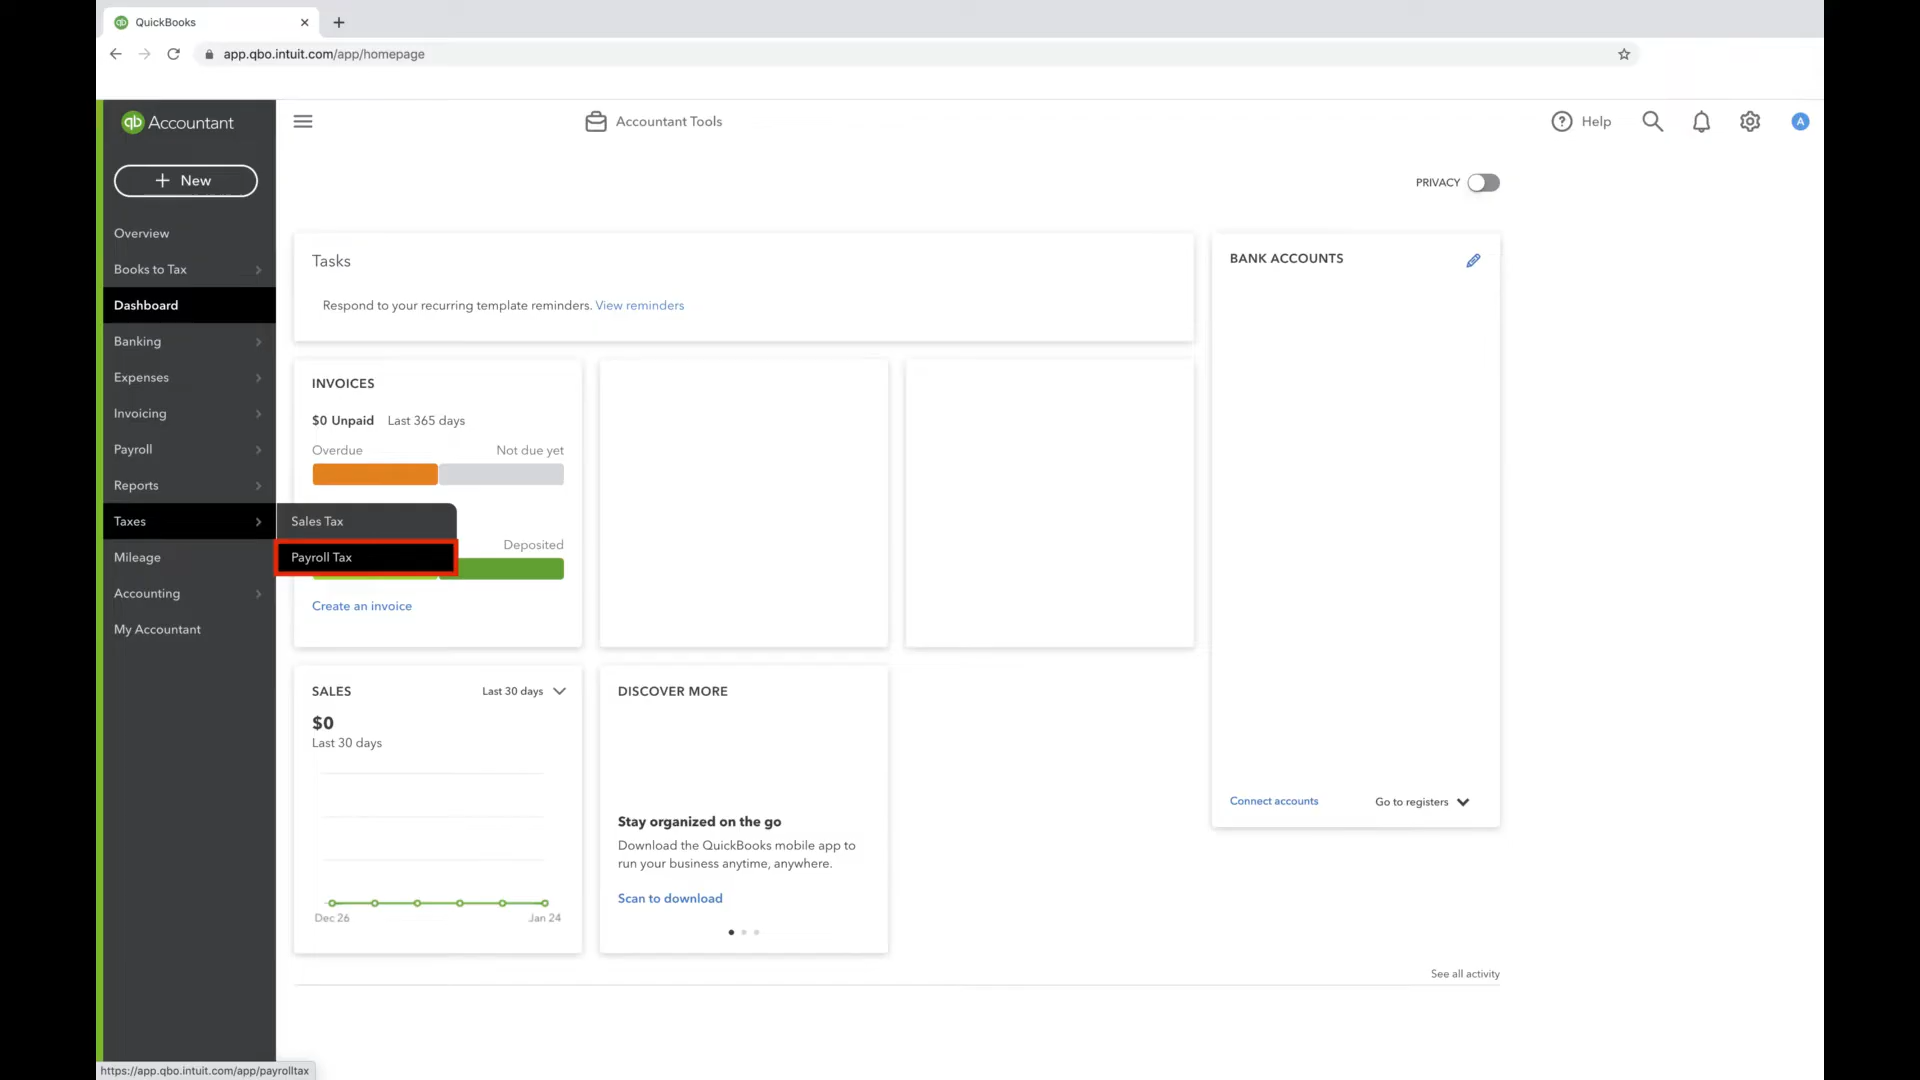 QuickBooks
app.qbo.intuit.com/app/homepage
qb Accountant
Accountant Tools
Help
A
New
PRIVACY
Overview
Books to Tax
Dashboard
Banking
Expenses
Invoicing
Payroll
Reports
Taxes
Mileage
Accounting
My Accountant
Sales Tax
Payroll Tax
Tasks
Respond to your recurring template reminders. View reminders
INVOICES
$0 Unpaid Last 365 days
Overdue Not due yet
Deposited
Create an invoice
SALES Last 30 days
$0
Last 30 days
Dec 26 Jan 24
DISCOVER MORE
Stay organized on the go
Download the QuickBooks mobile app to
run your business anytime, anywhere.
Scan to download
BANK ACCOUNTS
Connect accounts Go to registers
See all activity
https://app.qbo.intuit.com/app/payrolltax